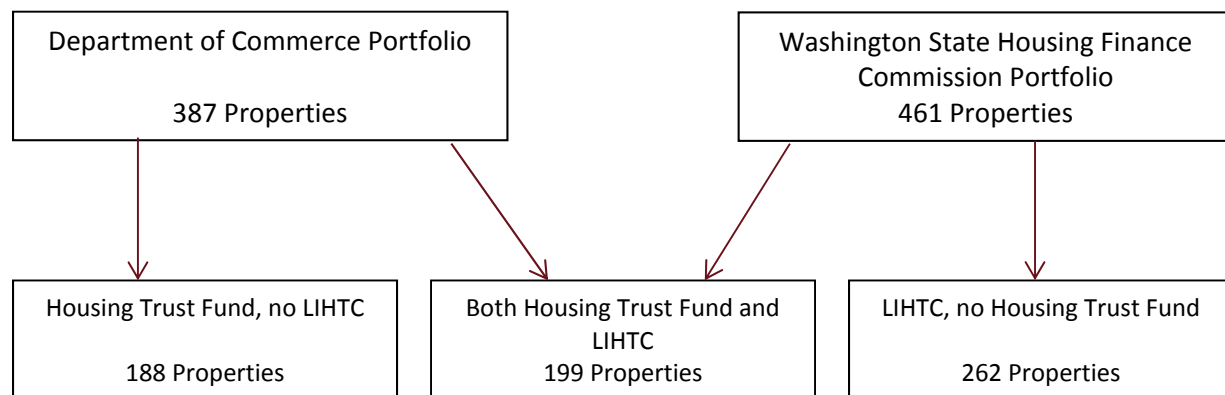 Department of Commerce Portfolio
387 Properties
Washington State Housing Finance
Commission Portfolio
461 Properties
Housing Trust Fund, no LIHTC
188 Properties
Both Housing Trust Fund and
LIHTC
199 Properties
LIHTC, no Housing Trust Fund
262 Properties